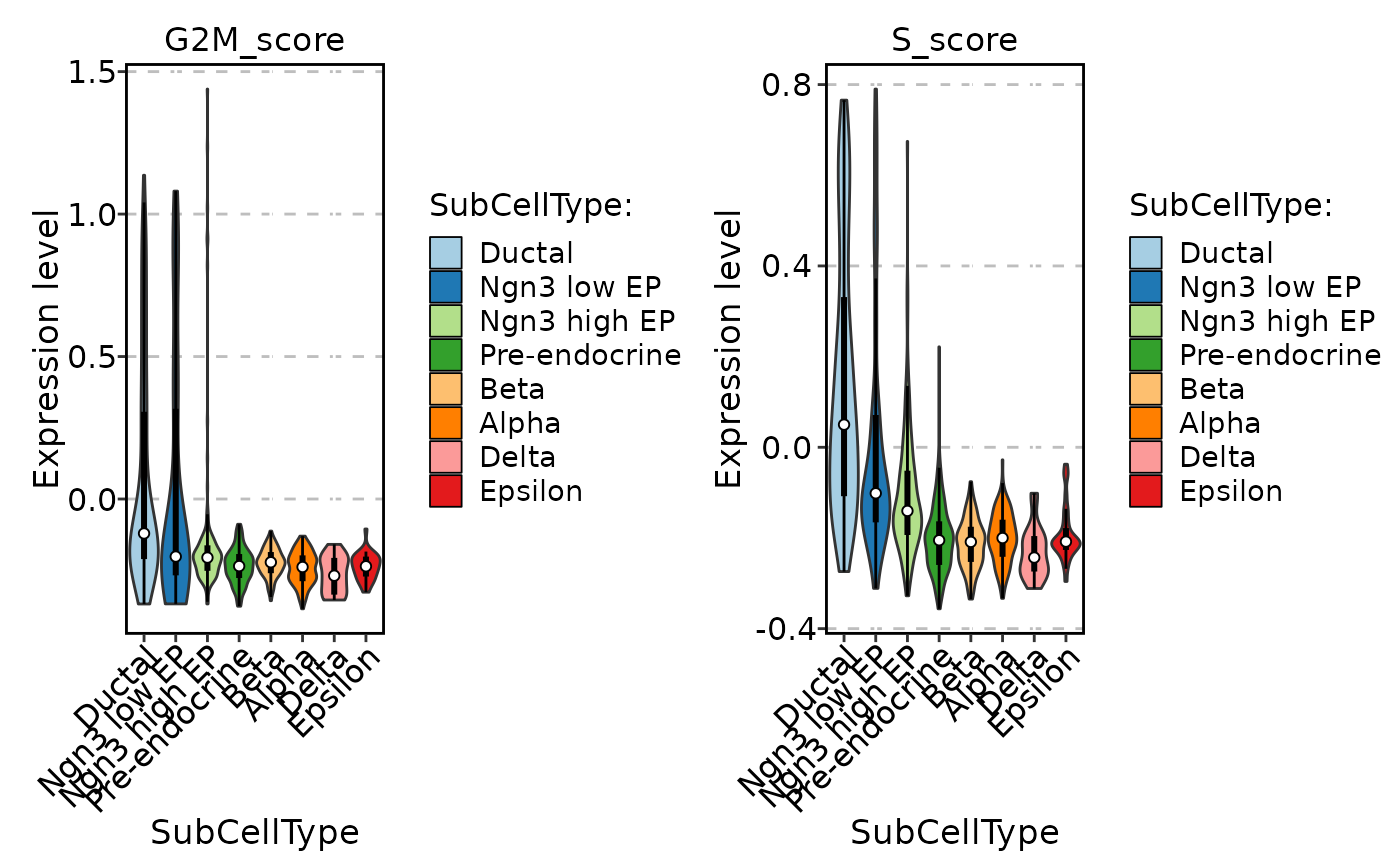 G2M_score
Expression level
1.5
1.0
0.5
0.0
Ductal
Ngn3 low EP
Ngn3 high EP
Pre-endocrine
Beta
Alpha
Delta
Epsilon
SubCellType
SubCellType:
Ductal
Ngn3 low EP
Ngn3 high EP
Pre-endocrine
Beta
Alpha
Delta
Epsilon
S_score
Expression level
0.8
0.4
0.0
-0.4
Ductal
Ngn3 low EP
Ngn3 high EP
Pre-endocrine
Beta
Alpha
Delta
Epsilon
SubCellType
SubCellType:
Ductal
Ngn3 low EP
Ngn3 high EP
Pre-endocrine
Beta
Alpha
Delta
Epsilon